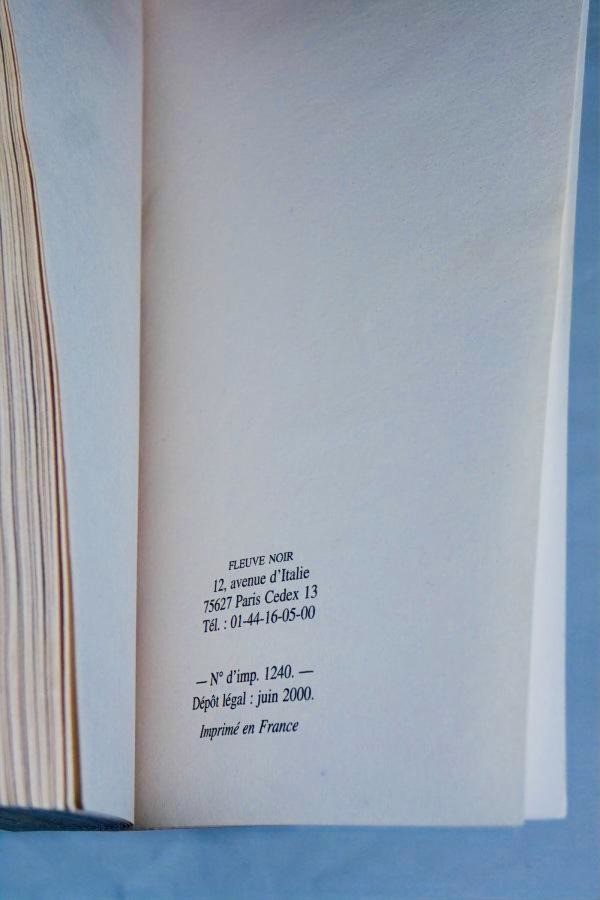 FLEUVE NOIR
12, avenue d'Italie
75627 Paris Cedex 13
Tél. : 01-44-16-05-00
— N° d'imp. 1240. —
Dépôt légal : juin 2000.
Imprimé en France